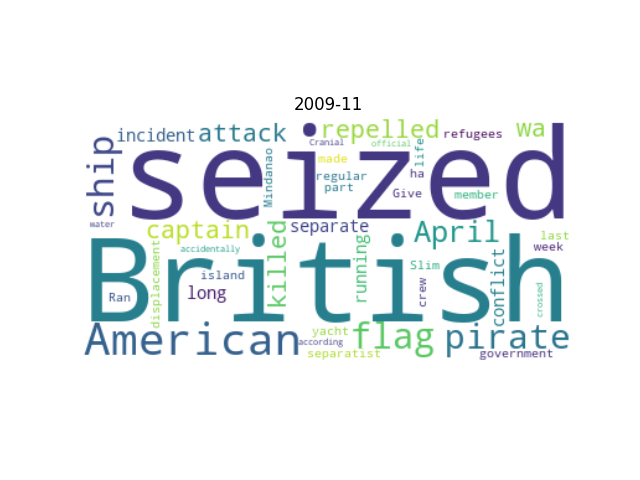 2009-11
incident attack repelled refugees wa
Cranial official
ship seized
Mindanao made life
regular ha
part Give member
water captain separate April last
week
British
displacement accidentally killed running conflict
island Slim
Ran long crew crossed
American yacht flag pirate
according
separatist government